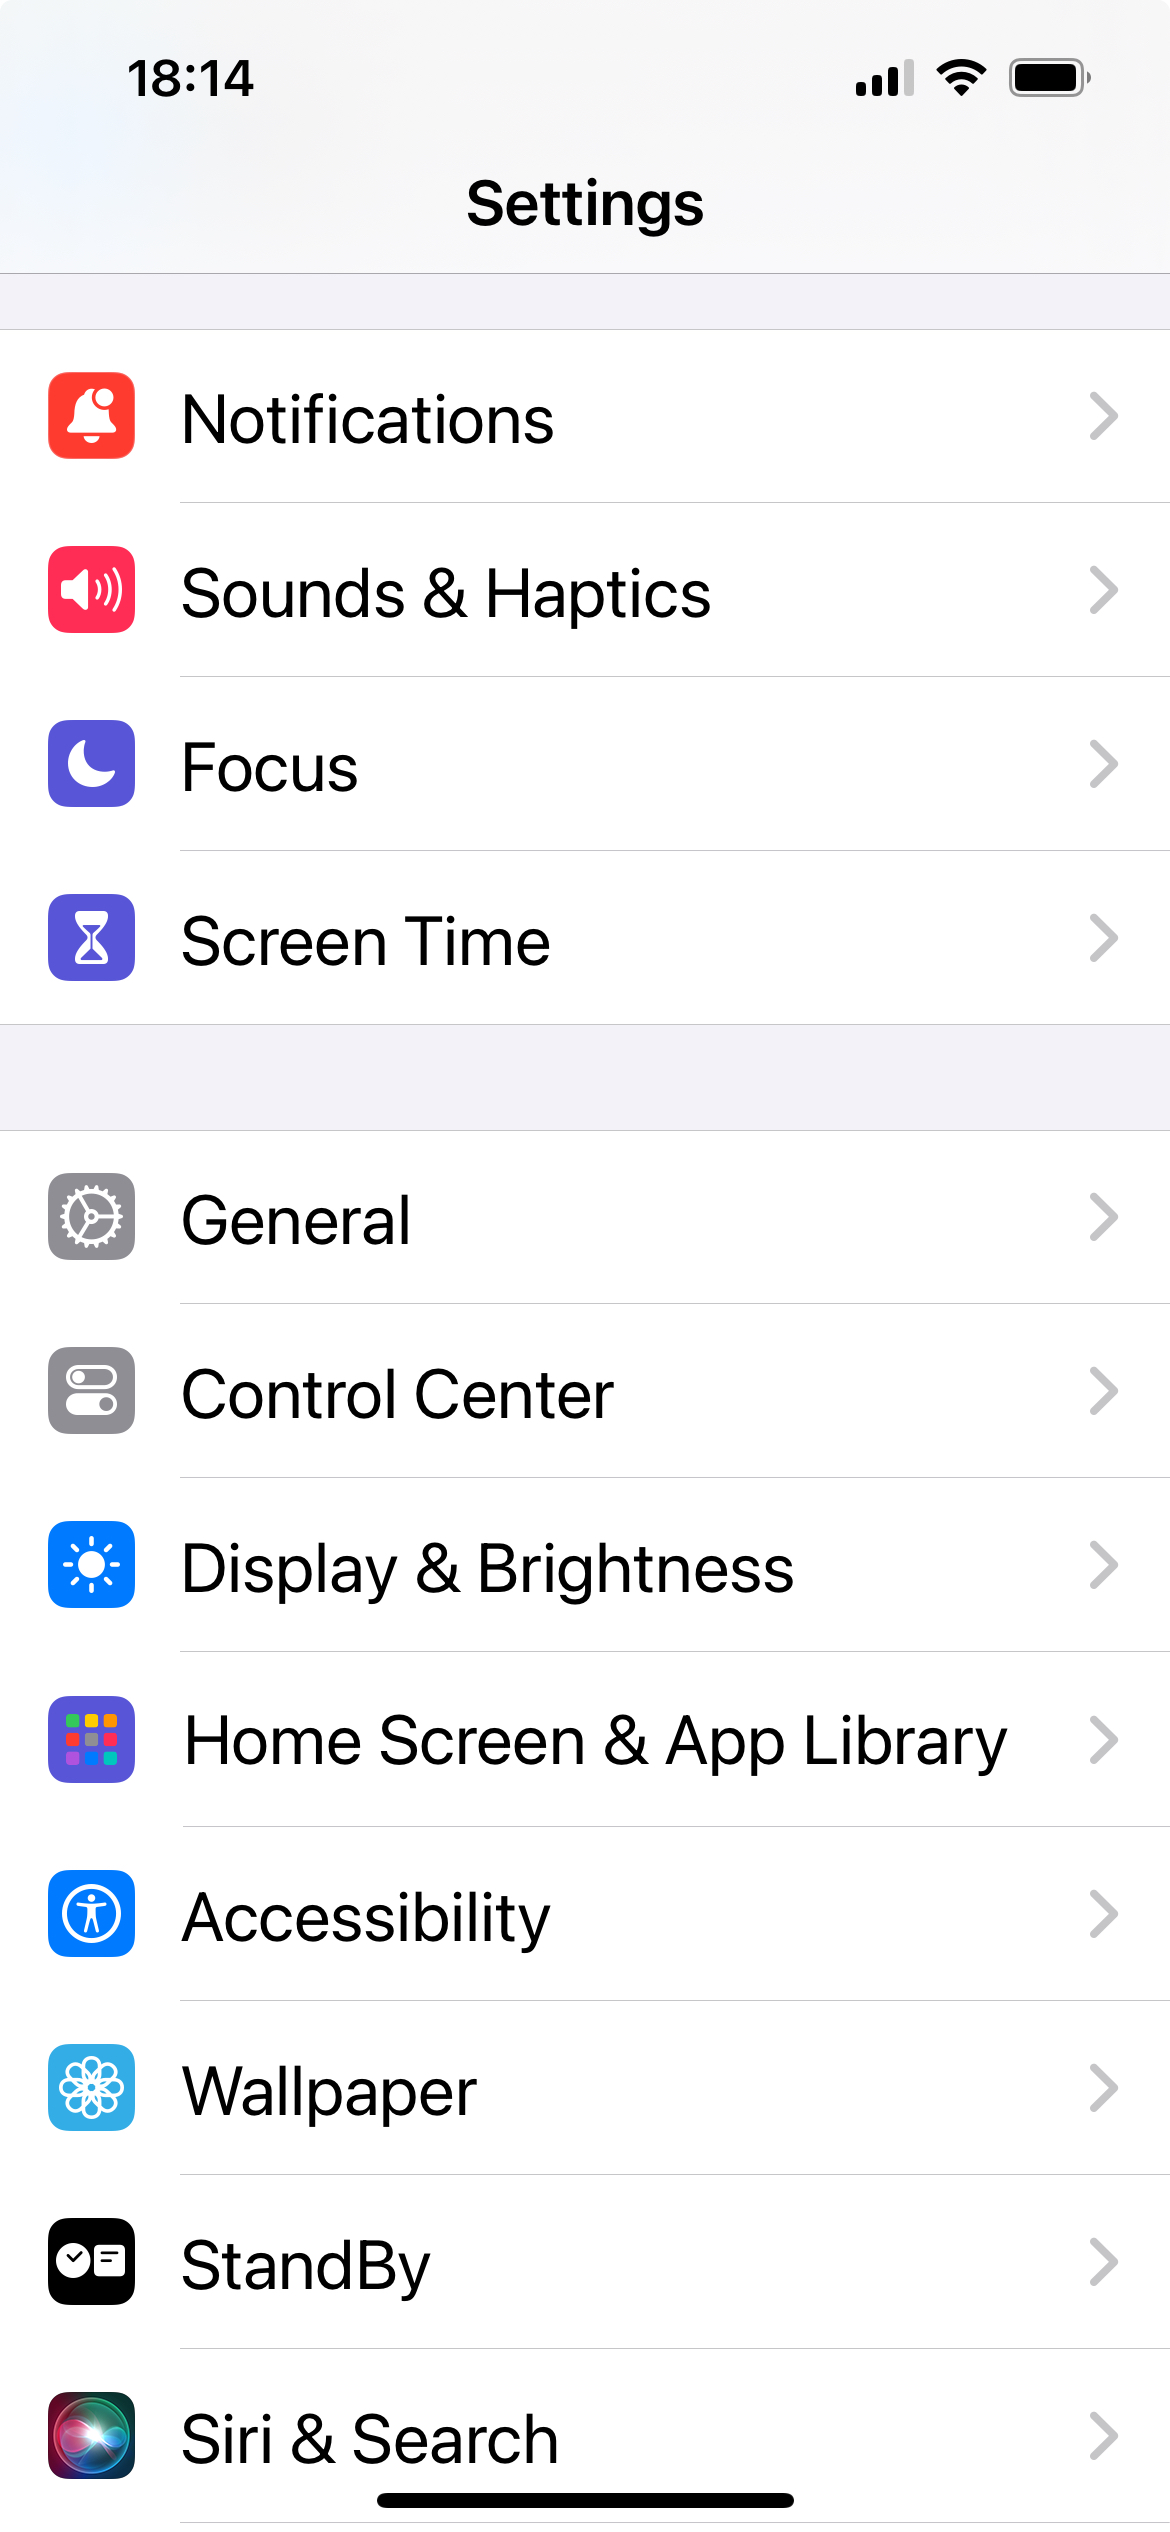 18:14
Settings
Notifications
Sounds & Haptics
Focus
Screen Time
General
Control Center
Display & Brightness
Home Screen & App Library
Accessibility
Wallpaper
StandBy
Siri & Search